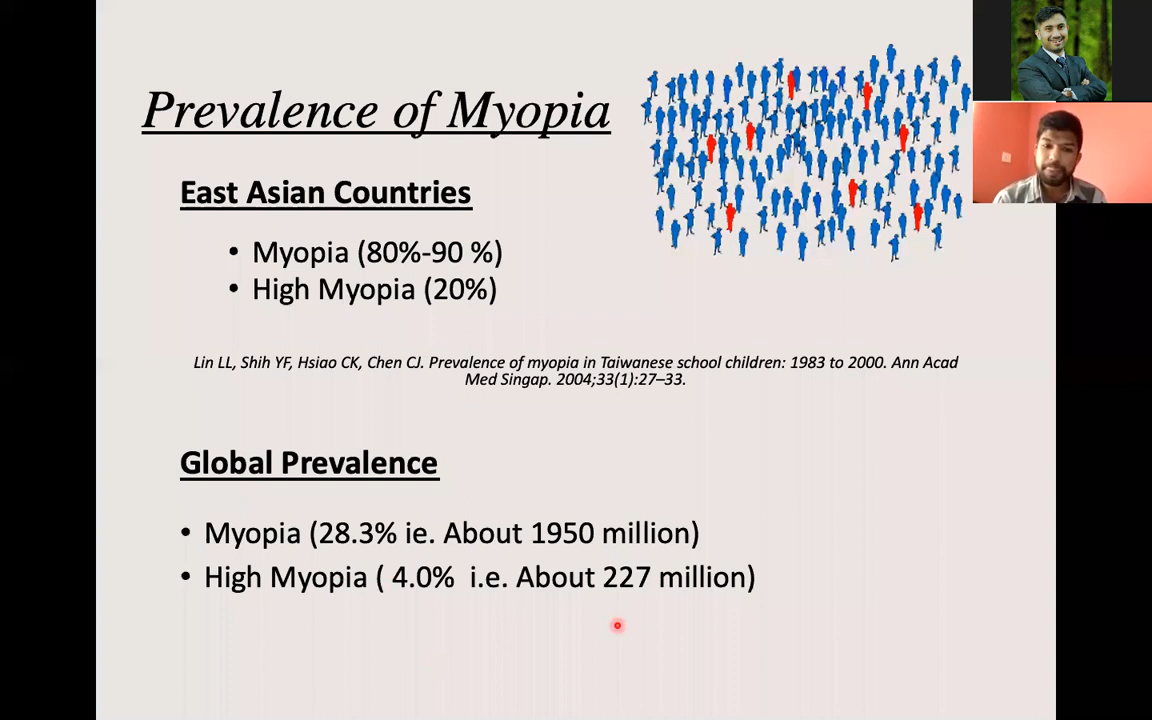 Prevalence of Myopia
East Asian Countries
• Myopia (80%-90 %)
• High Myopia (20%)
Lin LL, Shih YF, Hsiao CK, Chen CJ. Prevalence of myopia in Taiwanese school children: 1983 to 2000. Ann Acad
Med Singap. 2004;33(1):27–33.
Global Prevalence
• Myopia (28.3% ie. About 1950 million)
• High Myopia ( 4.0%  i.e. About 227 million)